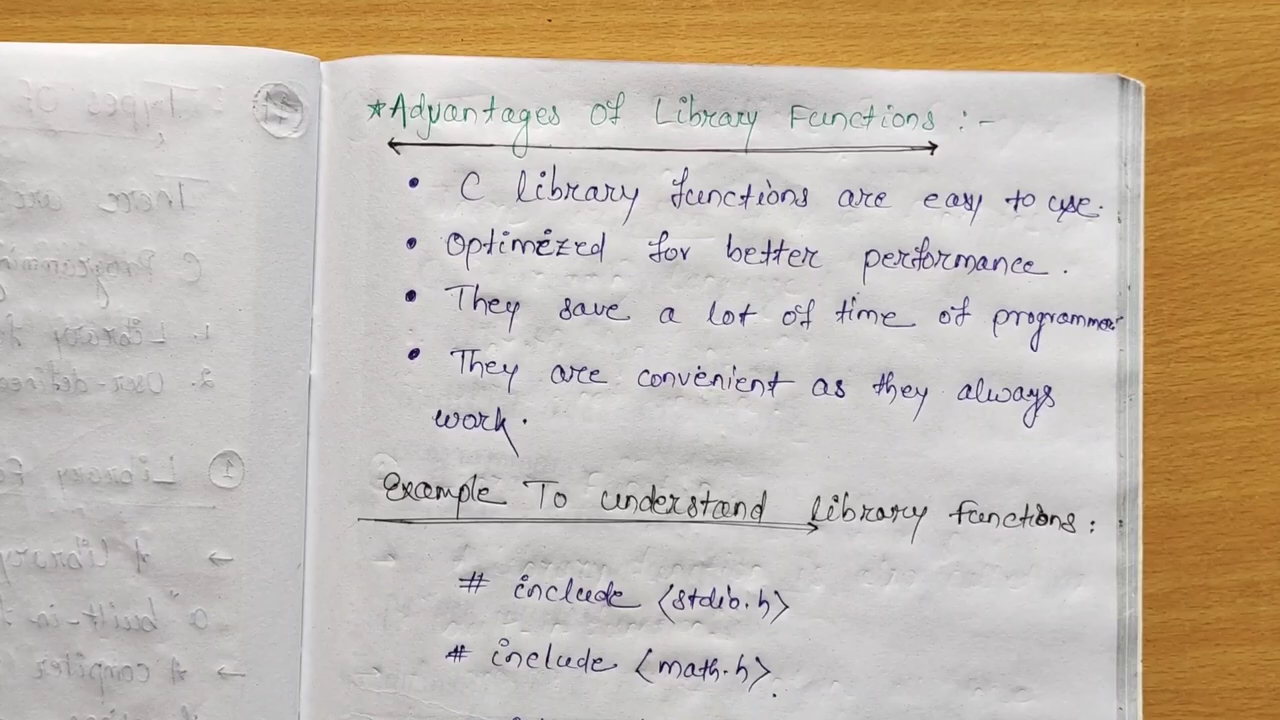 *Advantages Of Library Functions :-
• C library functions are easy to use.
• Optimized for better performance.
• They save a lot of time of programmer
• They are convenient as they always
work.
Example To understand library functions:
# include <stdio.h>
# include <math.h>